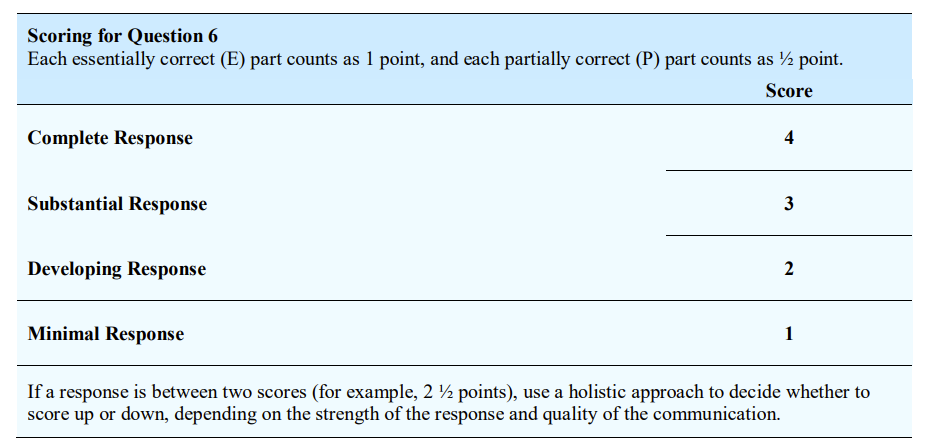 Scoring for Question 6
Each essentially correct (E) part counts as 1 point, and each partially correct (P) part counts as ½ point.
Score
Complete Response 4
Substantial Response 3
Developing Response 2
Minimal Response 1
If a response is between two scores (for example, 2 ½ points), use a holistic approach to decide whether to
score up or down, depending on the strength of the response and quality of the communication.